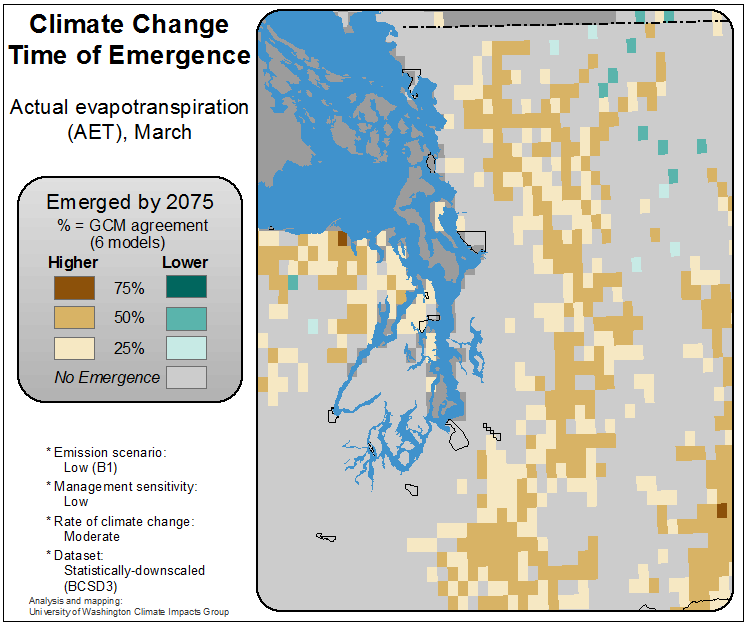 Climate Change
Time of Emergence
Actual evapotranspiration
(AET), March
Emerged by 2075
% = GCM agreement
(6 models)
Higher Lower
75%
50%
25%
No Emergence
* Emission scenario:
Low (B1)
* Management sensitivity:
Low
* Rate of climate change:
Moderate
* Dataset:
Statistically-downscaled
(BCSD3)
Analysis and mapping:
University of Washington Climate Impacts Group